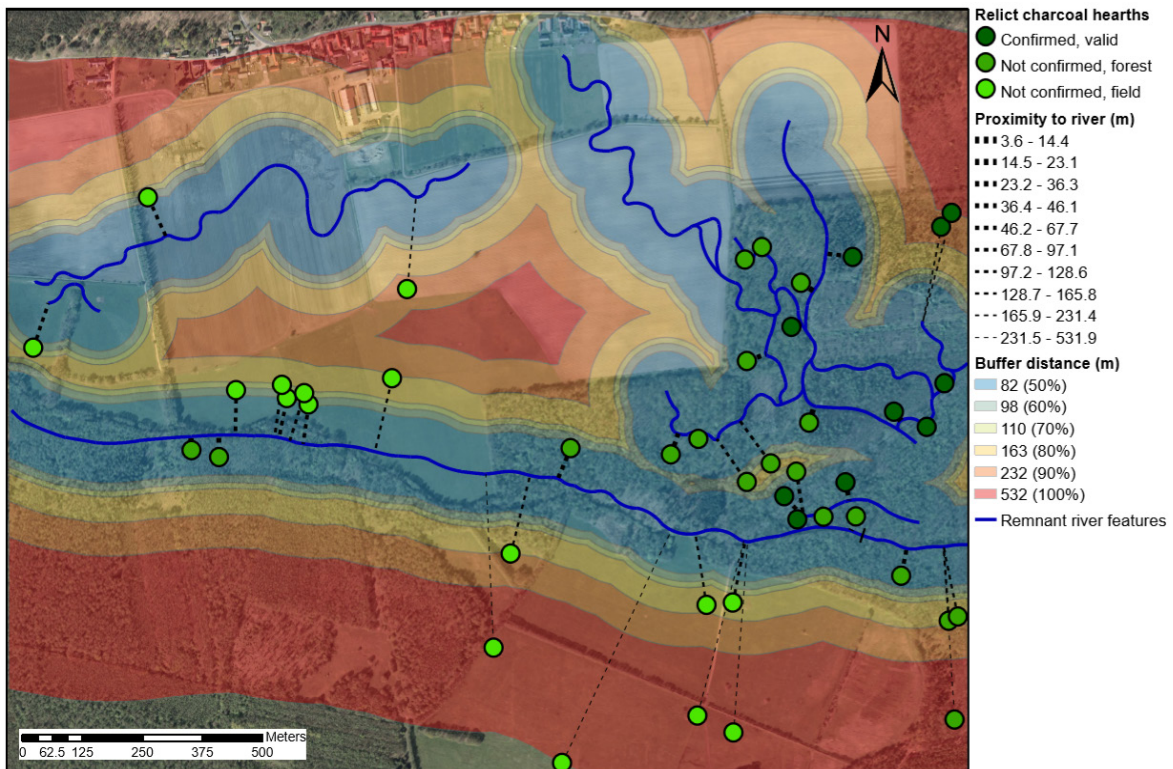 Relict charcoal hearths
Confirmed, valid
Not confirmed, forest
Not confirmed, field
Proximity to river (m)
3.6 - 14.4
14.5 - 23.1
23.2 - 36.3
36.4 - 46.1
46.2 - 67.7
67.8 - 97.1
97.2 - 128.6
128.7 - 165.8
165.9 - 231.4
231.5 - 531.9
Buffer distance (m)
82 (50%)
98 (60%)
110 (70%)
163 (80%)
232 (90%)
532 (100%)
Remnant river features
N
Meters
0 62.5 125 250 375 500